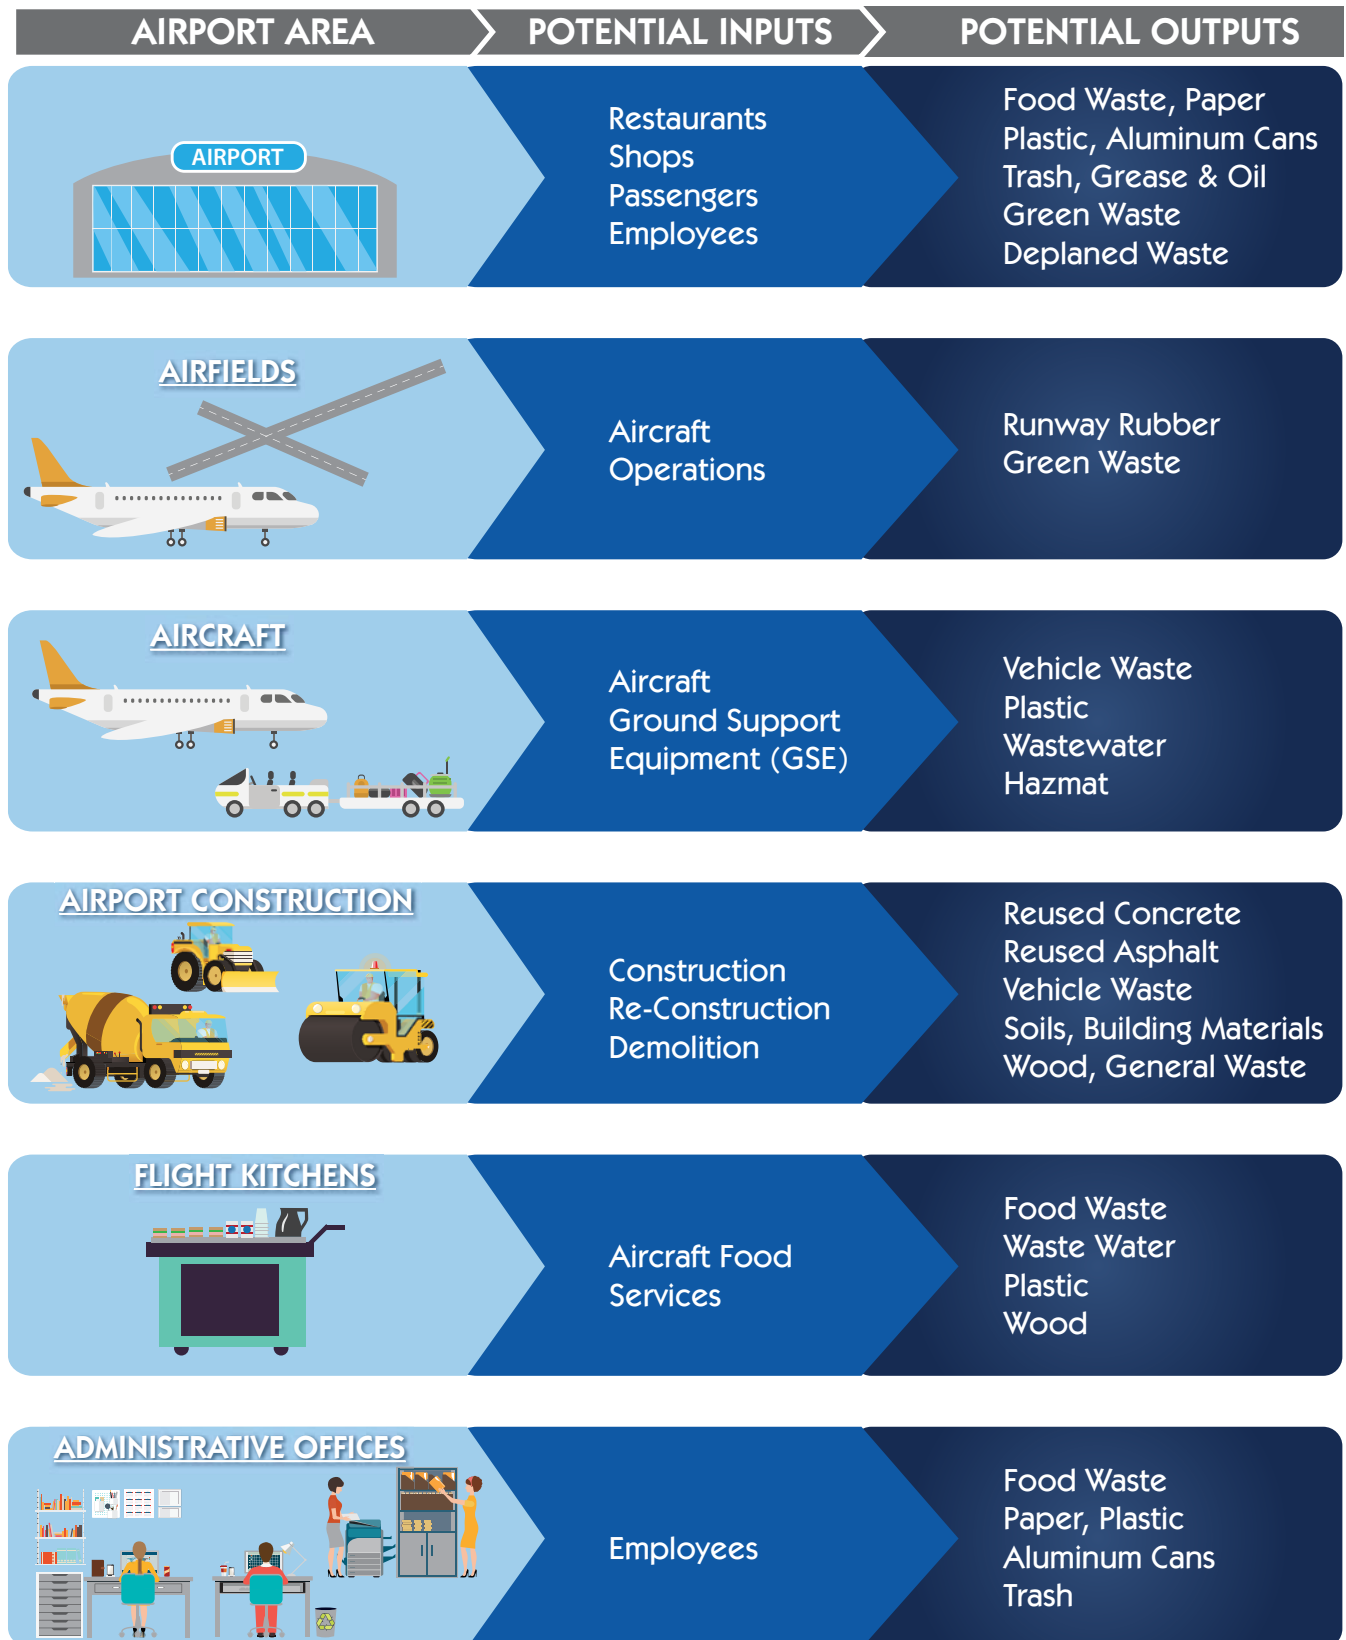 AIRPORT AREA
POTENTIAL INPUTS
POTENTIAL OUTPUTS
AIRPORT
Restaurants
Shops
Passengers
Employees
Food Waste, Paper
Plastic, Aluminum Cans
Trash, Grease & Oil
Green Waste
Deplaned Waste
AIRFIELDS
Aircraft
Operations
Runway Rubber
Green Waste
AIRCRAFT
Aircraft
Ground Support
Equipment (GSE)
Vehicle Waste
Plastic
Wastewater
Hazmat
AIRPORT CONSTRUCTION
Construction
Re-Construction
Demolition
Reused Concrete
Reused Asphalt
Vehicle Waste
Soils, Building Materials
Wood, General Waste
FLIGHT KITCHENS
Aircraft Food
Services
Food Waste
Waste Water
Plastic
Wood
ADMINISTRATIVE OFFICES
Employees
Food Waste
Paper, Plastic
Aluminum Cans
Trash